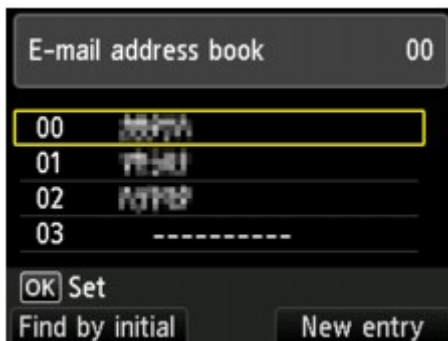 E-mail address book 00
00
01
02
03 ----------
OK Set
Find by initial New entry